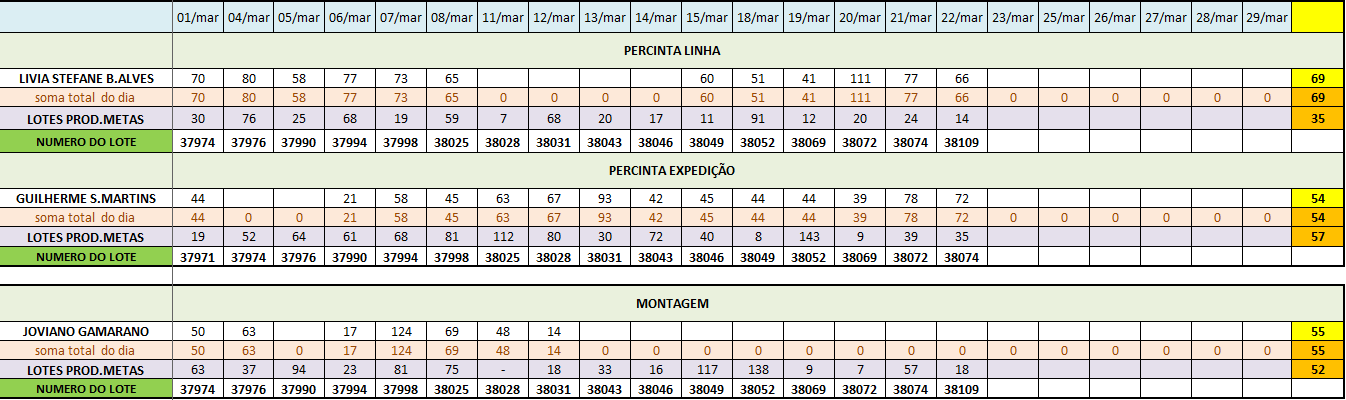 01/mar 04/mar 05/mar 06/mar 07/mar 08/mar 11/mar 12/mar 13/mar 14/mar 15/mar 18/mar 19/mar 20/mar 21/mar 22/mar 23/mar 25/mar 26/mar 27/mar 28/mar 29/mar
PERCINTA LINHA
LIVIA STEFANE B.ALVES 70 80 58 77 73 65 60 51 41 111 77 66 69
soma total do dia 70 80 58 77 73 65 0 0 0 0 60 51 41 111 77 66 0 0 0 0 0 0 69
LOTES PROD.METAS 30 76 25 68 19 59 7 68 20 17 11 91 12 20 24 14 35
NUMERO DO LOTE 37974 37976 37990 37994 37998 38025 38028 38031 38043 38046 38049 38052 38069 38072 38074 38109
PERCINTA EXPEDIÇÃO
GUILHERME S.MARTINS 44 21 58 45 63 67 93 42 45 44 44 39 78 72 54
soma total do dia 44 0 0 21 58 45 63 67 93 42 45 44 44 39 78 72 0 0 0 0 0 0 54
LOTES PROD.METAS 19 52 64 61 68 81 112 80 30 72 40 8 143 9 39 35 57
NUMERO DO LOTE 37971 37974 37976 37990 37994 37998 38025 38028 38031 38043 38046 38049 38052 38069 38072 38074
MONTAGEM
JOVIANO GAMARANO 50 63 17 124 69 48 14 55
soma total do dia 50 63 0 17 124 69 48 14 0 0 0 0 0 0 0 0 0 0 0 0 0 0 55
LOTES PROD.METAS 63 37 94 23 81 75 - 18 33 16 117 138 9 7 57 18 52
NUMERO DO LOTE 37974 37976 37990 37994 37998 38025 38028 38031 38043 38046 38049 38052 38069 38072 38074 38109